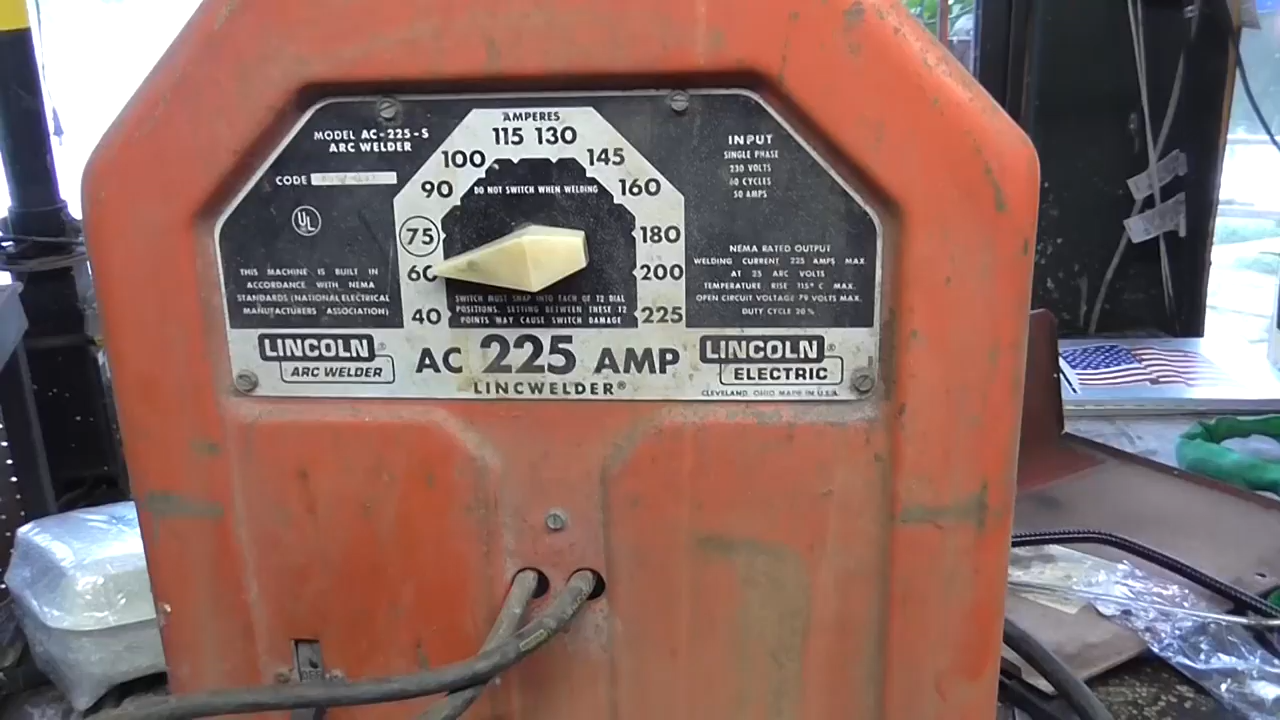 MODEL AC-225-S
ARC WELDER
CODE
UL
THIS MACHINE IS BUILT IN
ACCORDANCE WITH NEMA
STANDARDS (NATIONAL ELECTRICAL
MANUFACTURERS ASSOCIATION)
AMPERES
115 130
100 145
90 160
75 180
60 200
40 225
DO NOT SWITCH WHEN WELDING
SWITCH MUST SNAP INTO EACH OF 12 DIAL
POSITIONS. SETTING BETWEEN THESE 12
POINTS MAY CAUSE SWITCH DAMAGE
INPUT
SINGLE PHASE
230 VOLTS
60 CYCLES
50 AMPS
NEMA RATED OUTPUT
WELDING CURRENT 225 AMPS MAX.
AT 25 ARC VOLTS
TEMPERATURE RISE 115° C MAX.
OPEN CIRCUIT VOLTAGE 79 VOLTS MAX.
DUTY CYCLE 20%
LINCOLN®
ARC WELDER
AC 225 AMP
LINCWELDER®
LINCOLN®
ELECTRIC
CLEVELAND, OHIO MADE IN U.S.A.
OFF